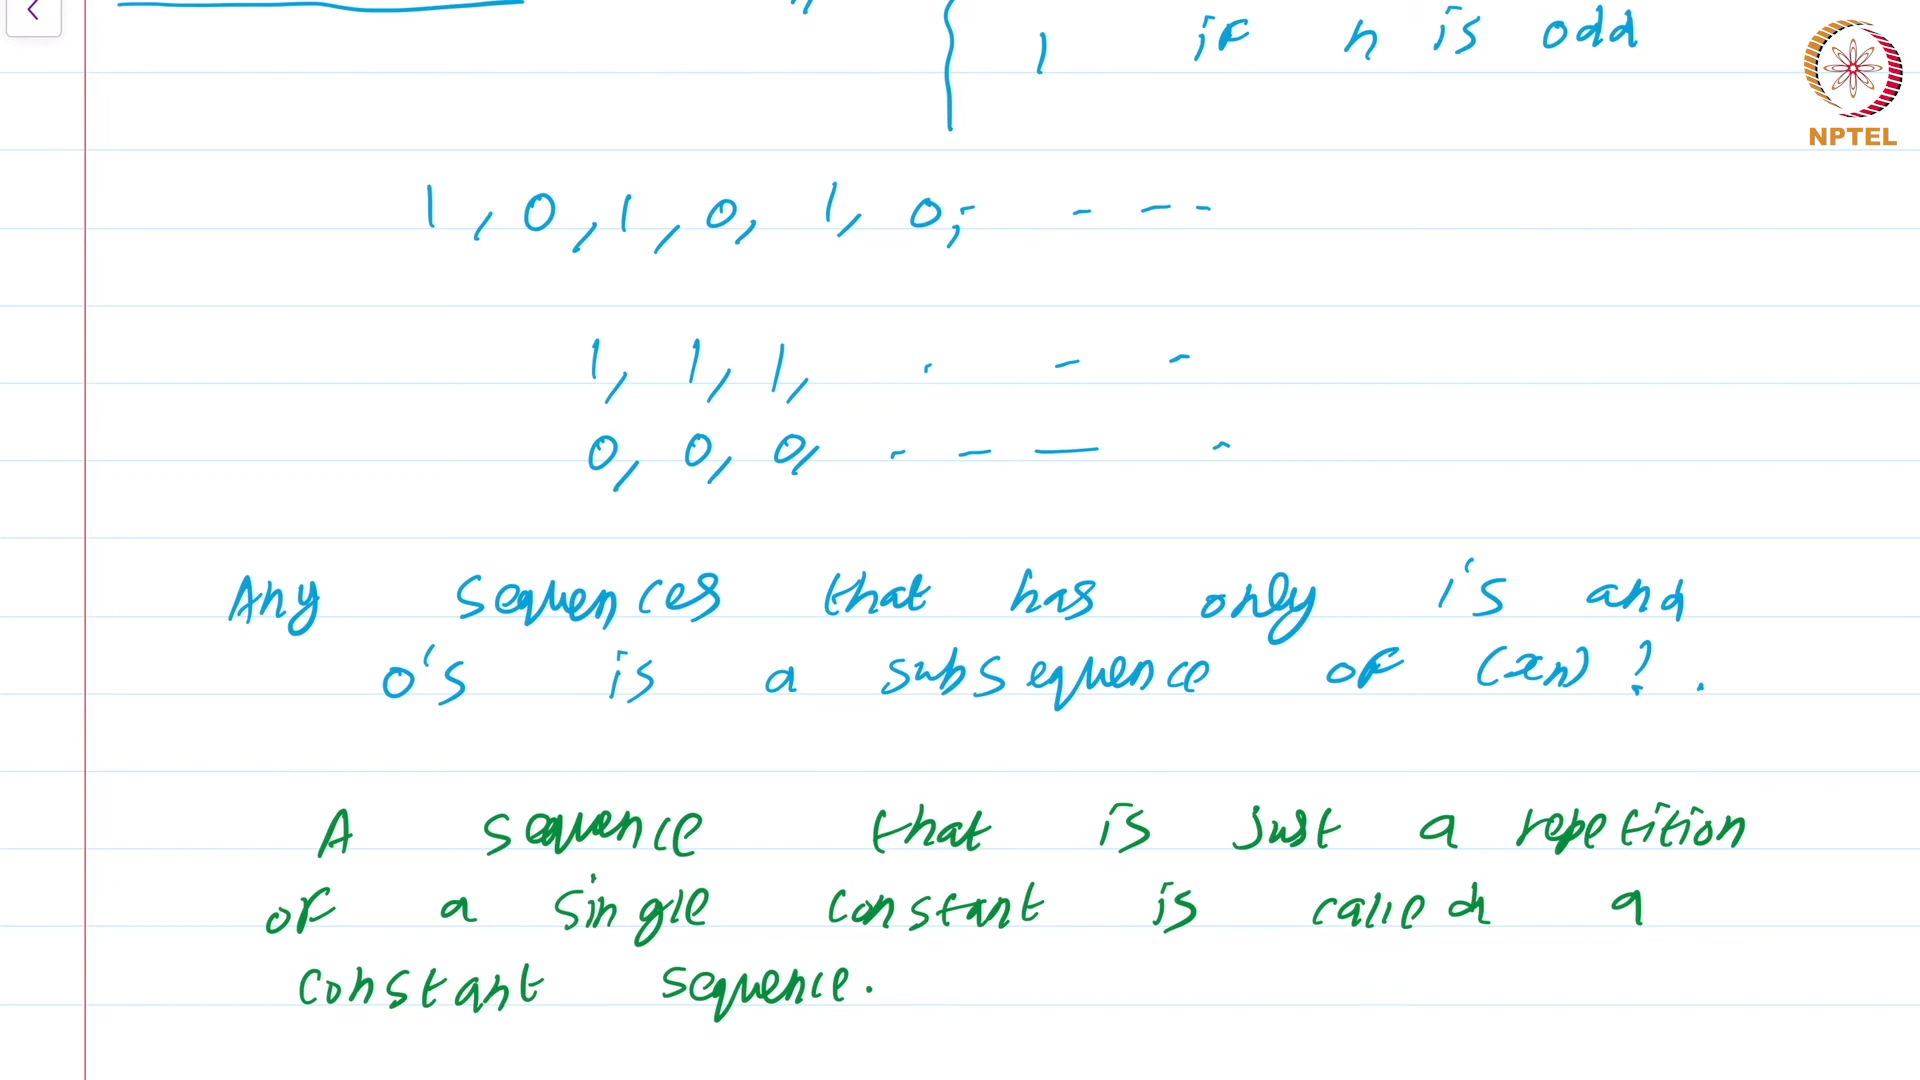 1 if n is odd
NPTEL
1, 0, 1, 0, 1, 0, - - - -
1, 1, 1, . - -
0, 0, 0, - - — -
Any sequences that has only 1's and
0's is a subsequence of (xn)? .
A sequence that is just a repetition
of a single constant is called a
constant sequence.